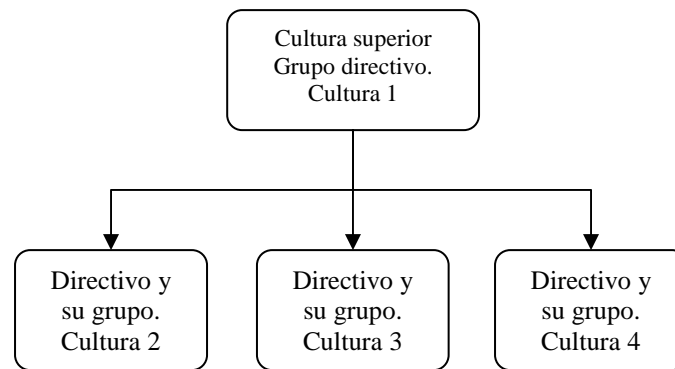 Cultura superior
Grupo directivo.
Cultura 1
Directivo y
su grupo.
Cultura 2
Directivo y
su grupo.
Cultura 3
Directivo y
su grupo.
Cultura 4